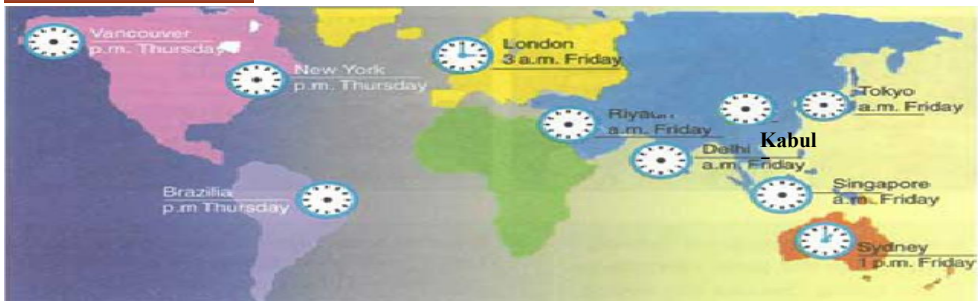 Vancouver
p.m. Thursday
New York
p.m. Thursday
London
3 a.m. Friday
Tokyo
a.m. Friday
a.m. Friday
Kabul
Delhi
a.m. Friday
Brazillia
p.m Thursday
Singapore
a.m. Friday
Sydney
1 p.m. Friday